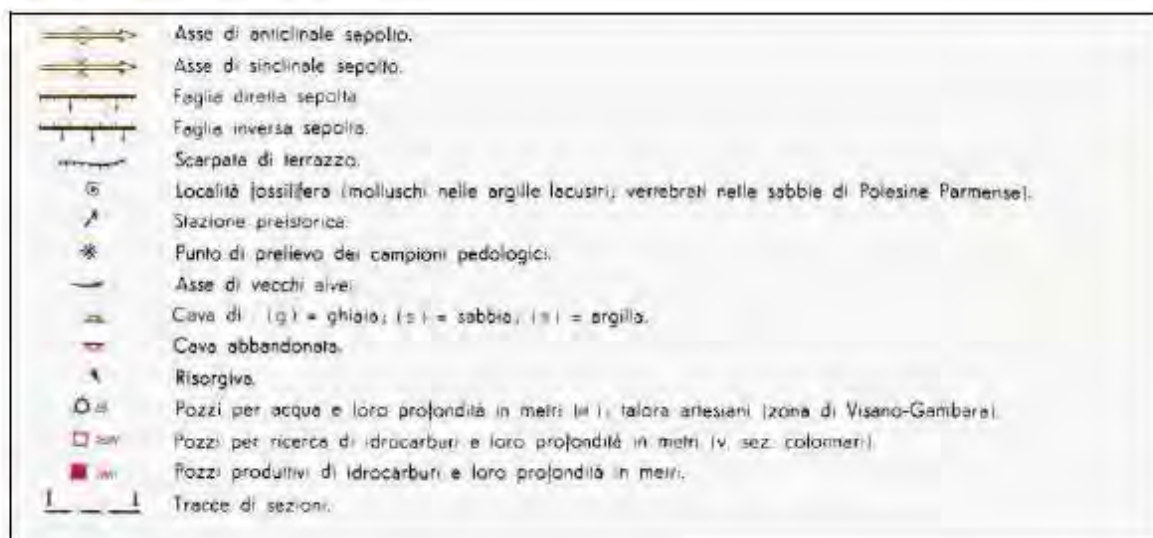 Asse di anticlinale sepolto.
Asse di sinclinale sepolto.
Faglia diretta sepolta
Faglia inversa sepolta.
Scarpata di terrazzo.
Località fossilifera (molluschi nelle argille lacustri; vertebrati nelle sabbie di Polesine Parmense).
Stazione preistorica.
Punto di prelievo dei campioni pedologici.
Asse di vecchi alvei
Cava di : (g) = ghiaia; (s) = sabbia; (a) = argilla.
Cava abbandonata.
Risorgiva.
Pozzi per acqua e loro profondità in metri talora artesiani (zona di Visano-Gambara).
Pozzi per ricerca di idrocarburi e loro profondità in metri (v. sez. colonnari).
Pozzi produttivi di idrocarburi e loro profondità in metri.
Tracce di sezioni.